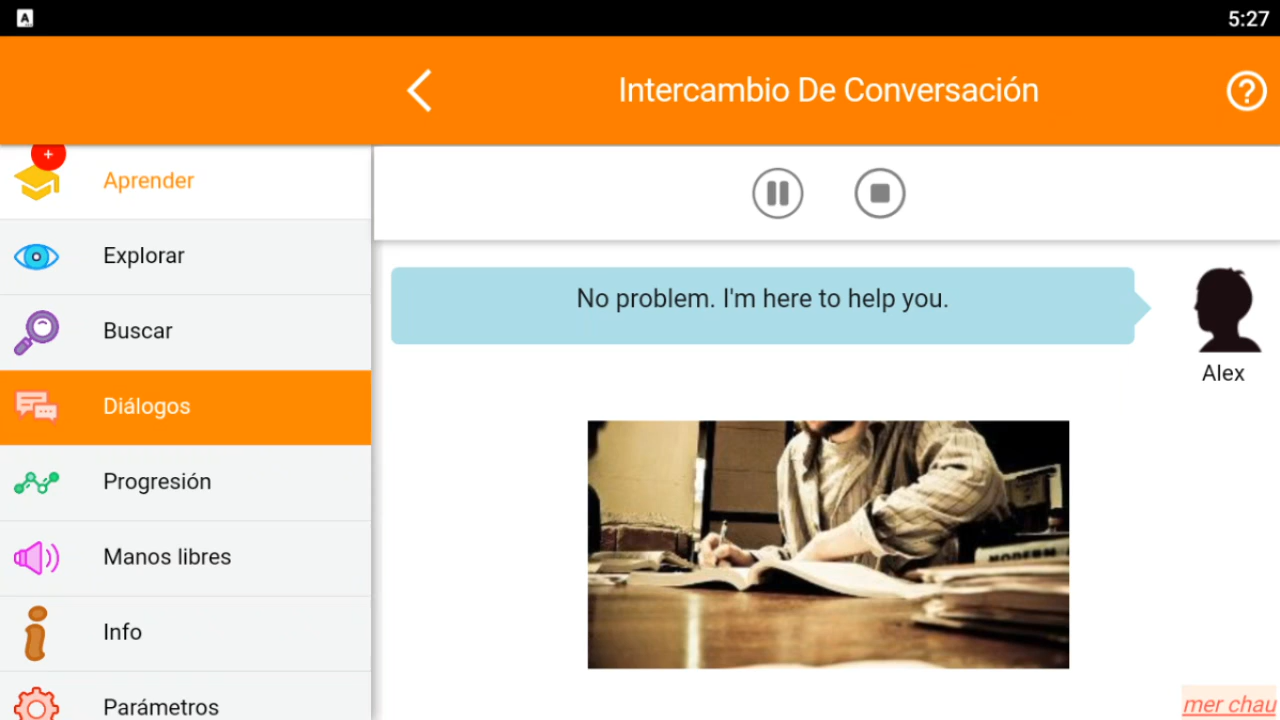 A
5:27
Intercambio De Conversación
+
Aprender
Explorar
Buscar
Diálogos
Progresión
Manos libres
Info
Parámetros
No problem. I'm here to help you.
Alex
MODERN
mer chau